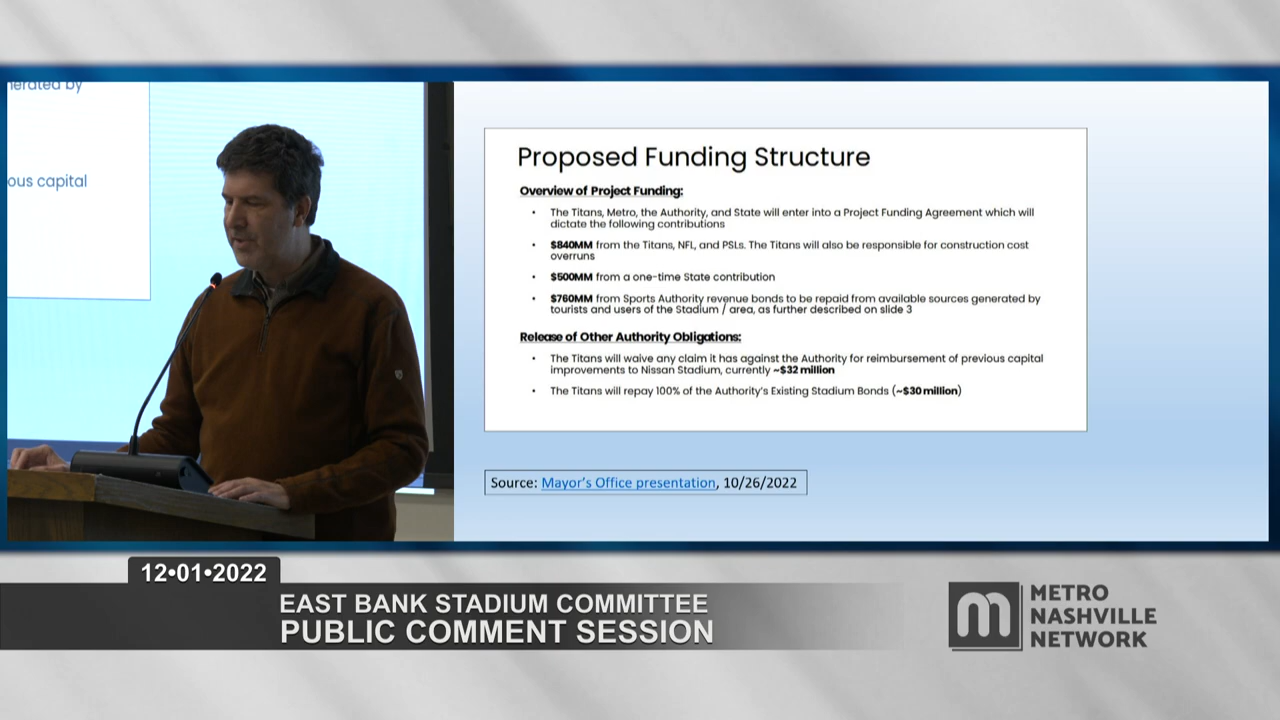 nerated by
ous capital
Proposed Funding Structure
Overview of Project Funding:
• The Titans, Metro, the Authority, and State will enter into a Project Funding Agreement which will
dictate the following contributions
• $840MM from the Titans, NFL, and PSLs. The Titans will also be responsible for construction cost
overruns
• $500MM from a one-time State contribution
• $760MM from Sports Authority revenue bonds to be repaid from available sources generated by
tourists and users of the Stadium / area, as further described on slide 3
Release of Other Authority Obligations:
• The Titans will waive any claim it has against the Authority for reimbursement of previous capital
improvements to Nissan Stadium, currently ~$32 million
• The Titans will repay 100% of the Authority's Existing Stadium Bonds (~$30 million)
Source: Mayor's Office presentation, 10/26/2022
12•01•2022
EAST BANK STADIUM COMMITTEE
PUBLIC COMMENT SESSION
m
METRO
NASHVILLE
NETWORK